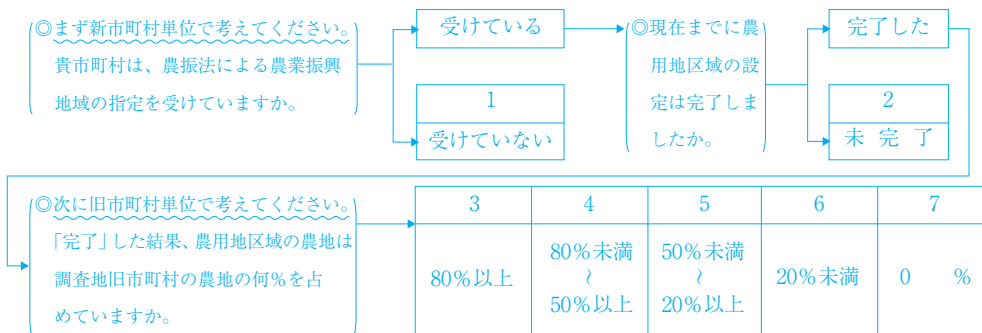 ◎まず新市町村単位で考えてください。
貴市町村は、農振法による農業振興
地域の指定を受けていますか。
受けている
1
受けていない
◎現在までに農
用地区域の設
定は完了しま
したか。
完了した
2
未完了
◎次に旧市町村単位で考えてください。
「完了」した結果、農用地区域の農地は
調査地旧市町村の農地の何%を占
めていますか。
3
4
5
6
7
80%以上
80%未満
~
50%以上
50%未満
~
20%以上
20%未満
0 %